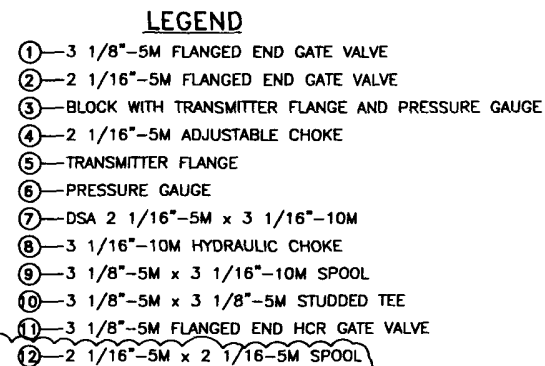 LEGEND
1 3 1/8"-5M FLANGED END GATE VALVE
2 2 1/16"-5M FLANGED END GATE VALVE
3 BLOCK WITH TRANSMITTER FLANGE AND PRESSURE GAUGE
4 2 1/16"-5M ADJUSTABLE CHOKE
5 TRANSMITTER FLANGE
6 PRESSURE GAUGE
7 DSA 2 1/16"-5M x 3 1/16"-10M
8 3 1/16"-10M HYDRAULIC CHOKE
9 3 1/8"-5M x 3 1/16"-10M SPOOL
10 3 1/8"-5M x 3 1/8"-5M STUDDED TEE
11 3 1/8"-5M FLANGED END HCR GATE VALVE
12 2 1/16"-5M x 2 1/16-5M SPOOL